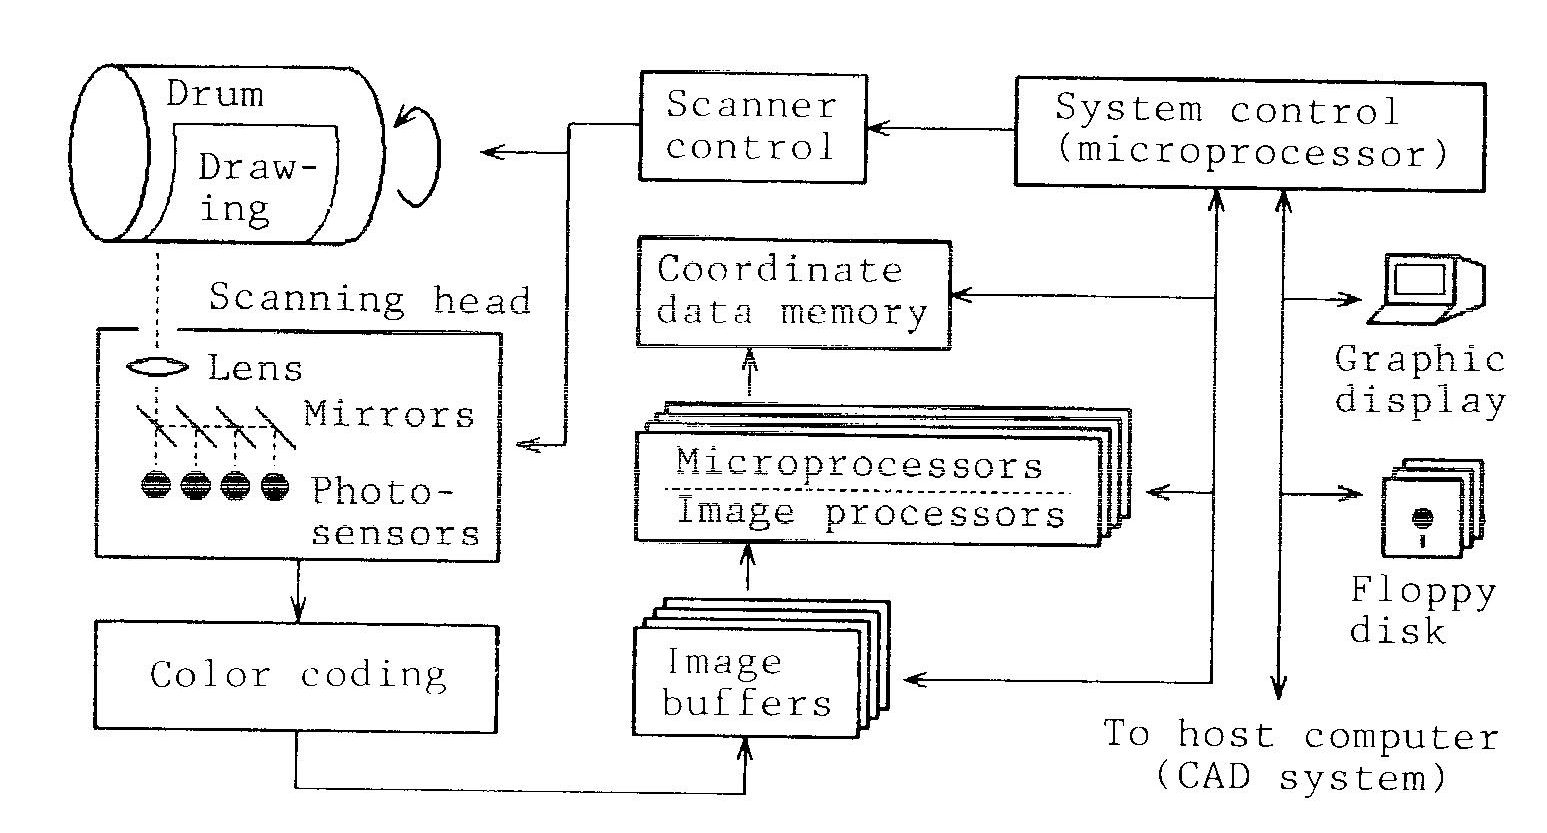 Drum
Draw-
ing
Scanner
control
System control
(microprocessor)
Scanning head
Lens
Mirrors
Photo-
sensors
Color coding
Coordinate
data memory
Microprocessors
Image processors
Image
buffers
Graphic
display
Floppy
disk
To host computer
(CAD system)